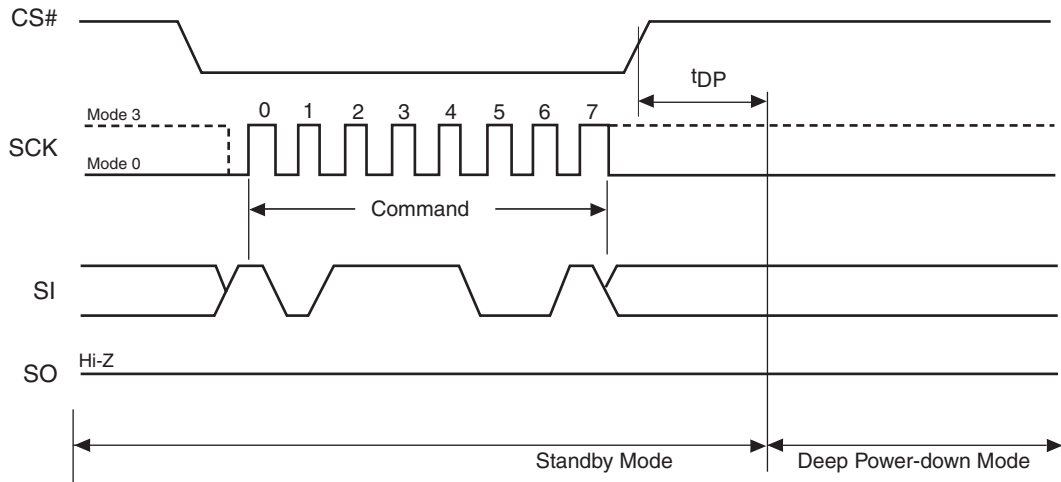 CS#
tDP
Mode 3
0 1 2 3 4 5 6 7
SCK
Mode 0
Command
SI
Hi-Z
SO
Standby Mode
Deep Power-down Mode